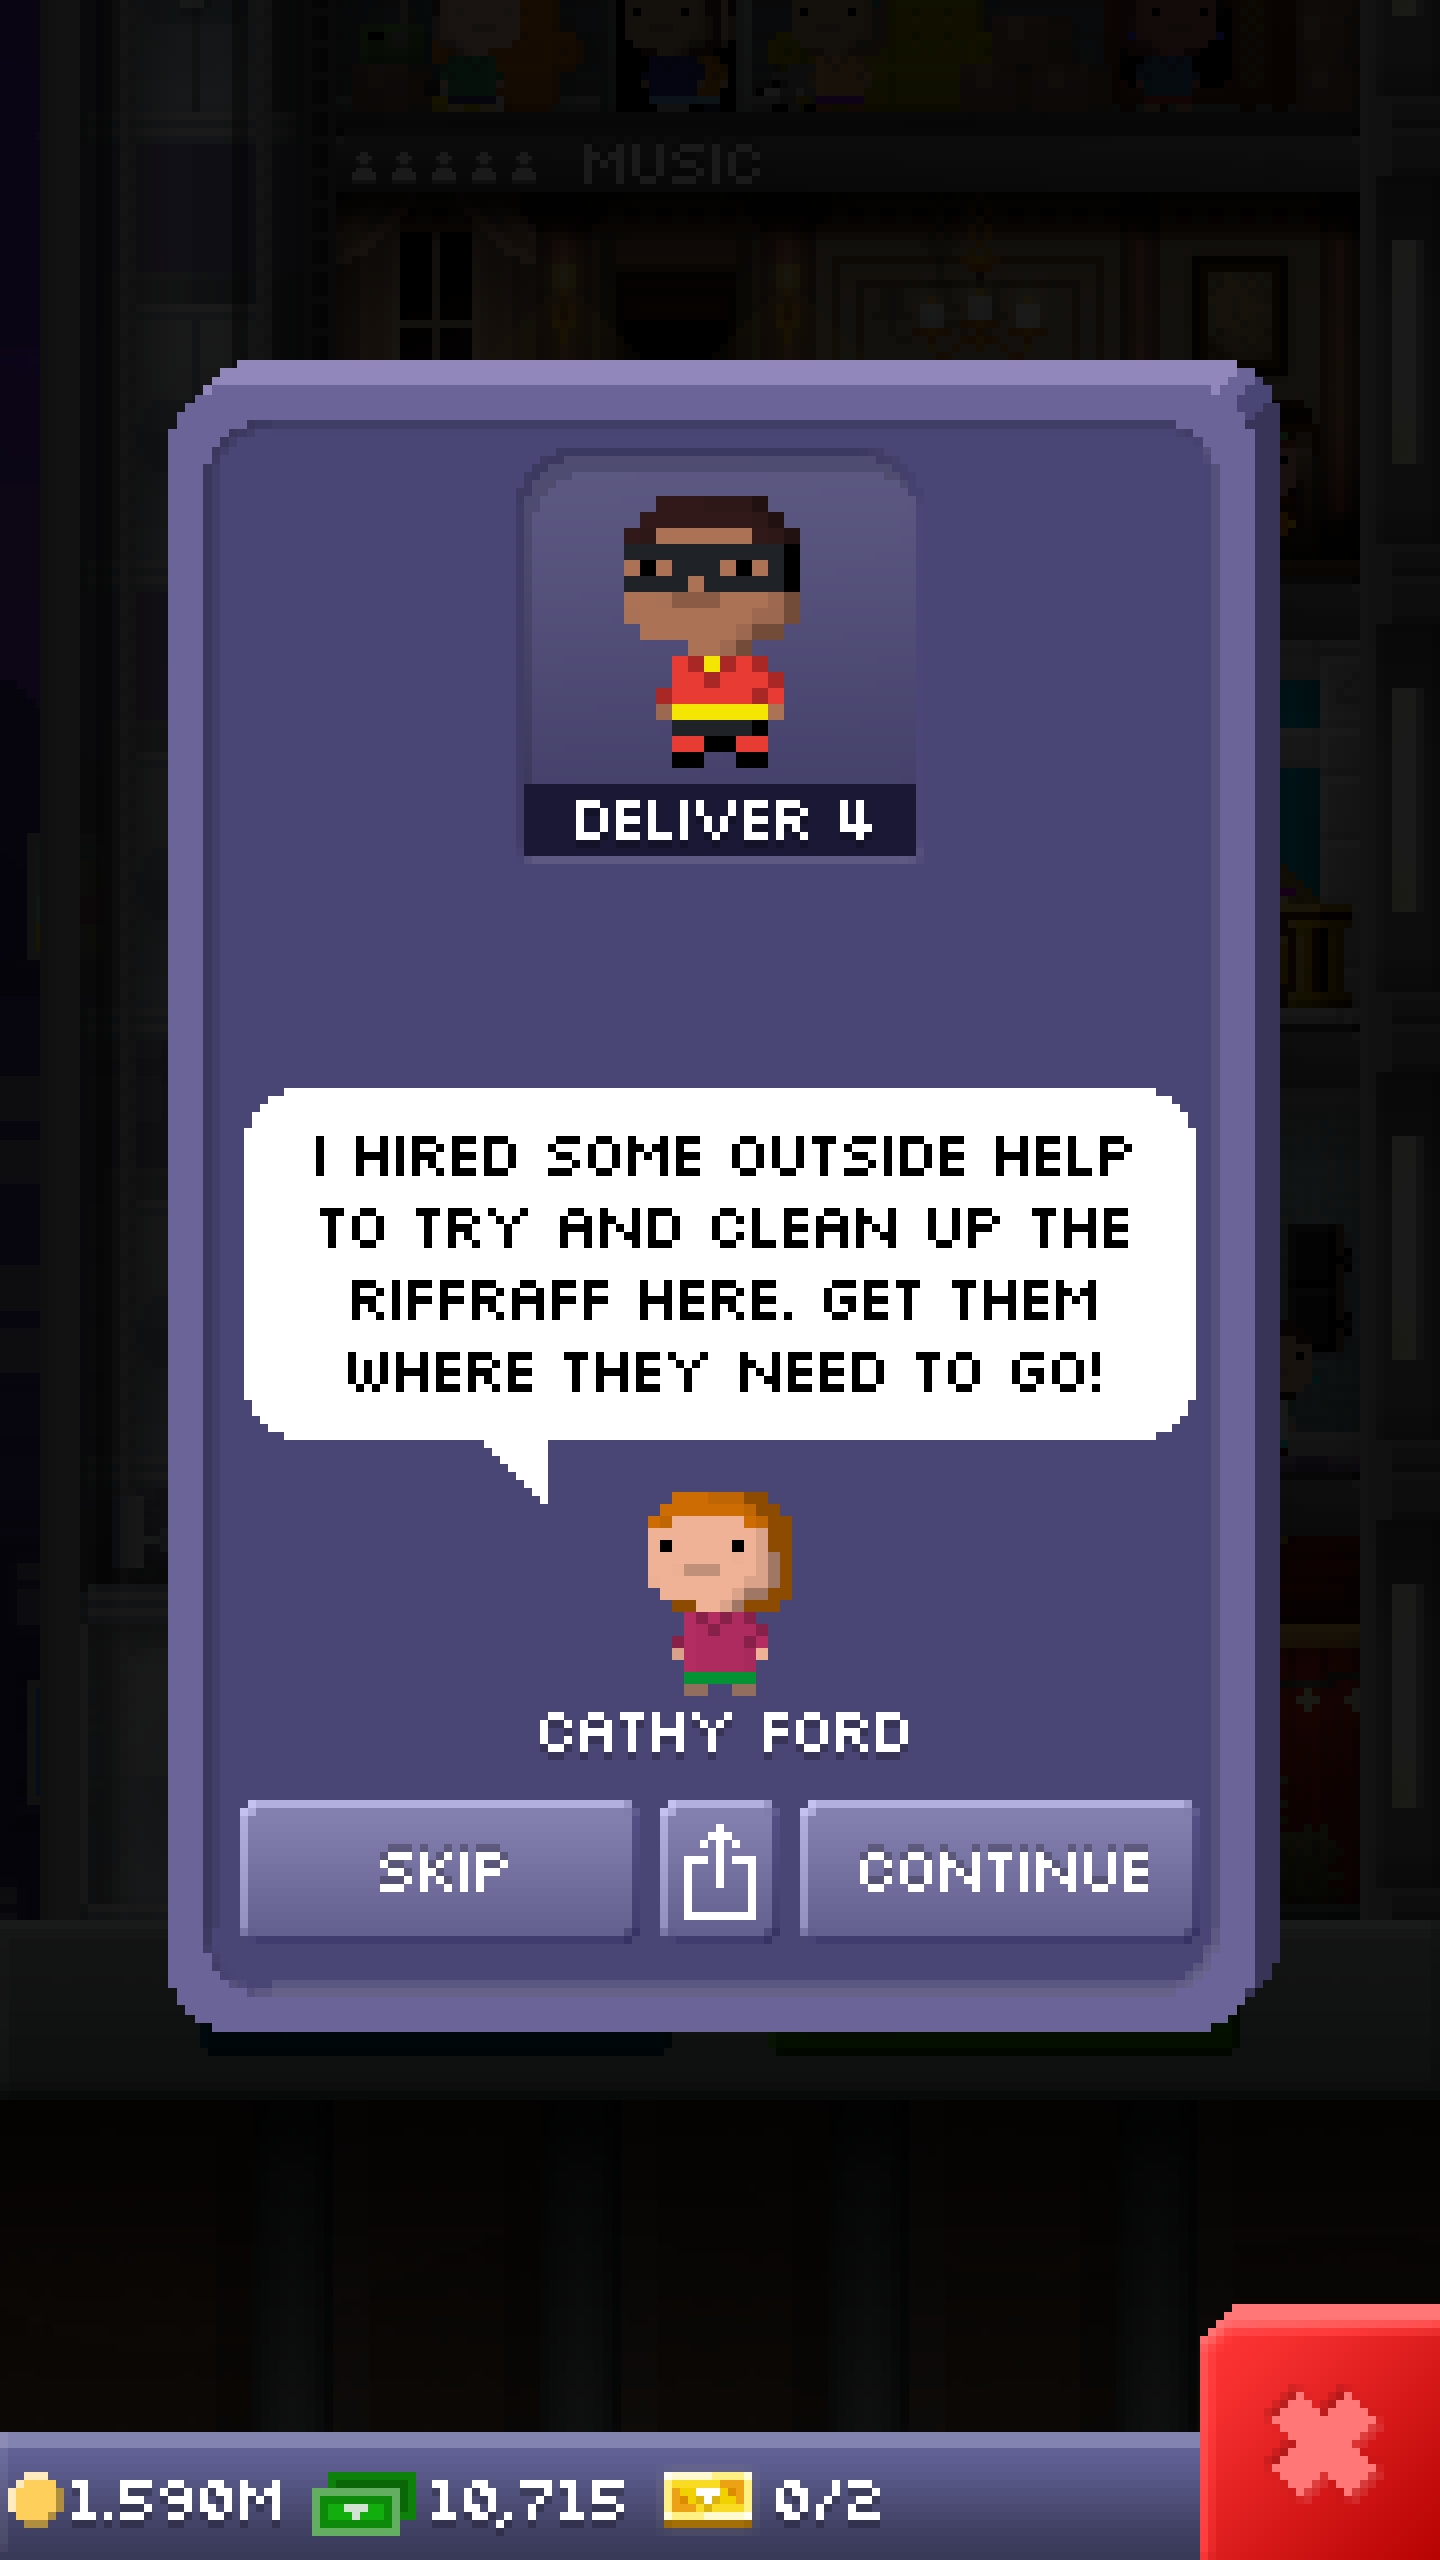 MUSIC
DELIVER 4
I HIRED SOME OUTSIDE HELP
TO TRY AND CLEAN UP THE
RIFFRAFF HERE. GET THEM
WHERE THEY NEED TO GO!
CATHY FORD
SKIP
CONTINUE
1.590M 10,715 0/2